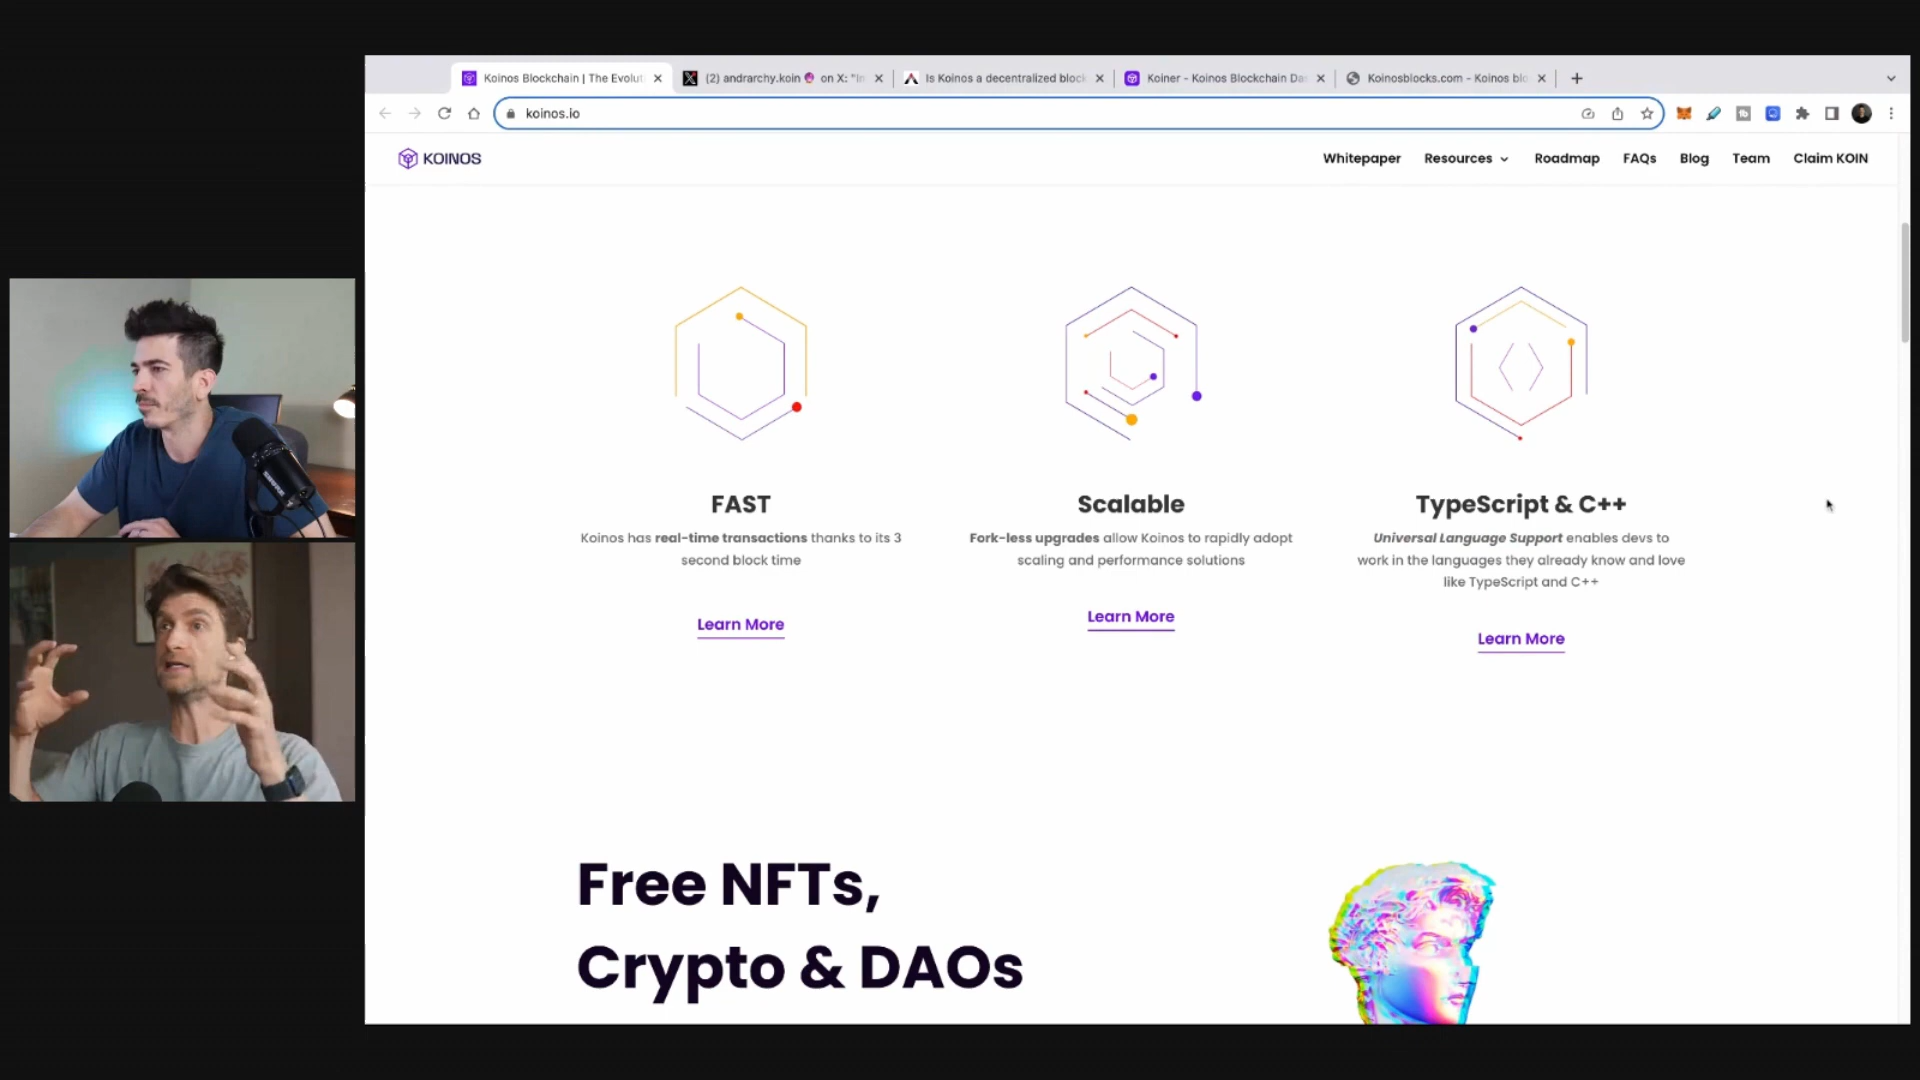 Koinos Blockchain | The Evolut
(2) andrarchy.koin on X: "In
Is Koinos a decentralized block
Koiner - Koinos Blockchain Das
Koinosblocks.com - Koinos blo
koinos.io
KOINOS
Whitepaper
Resources
Roadmap
FAQs
Blog
Team
Claim KOIN
FAST
Koinos has real-time transactions thanks to its 3
second block time
Learn More
Scalable
Fork-less upgrades allow Koinos to rapidly adopt
scaling and performance solutions
Learn More
TypeScript & C++
Universal Language Support enables devs to
work in the languages they already know and love
like TypeScript and C++
Learn More
Free NFTs,
Crypto & DAOs